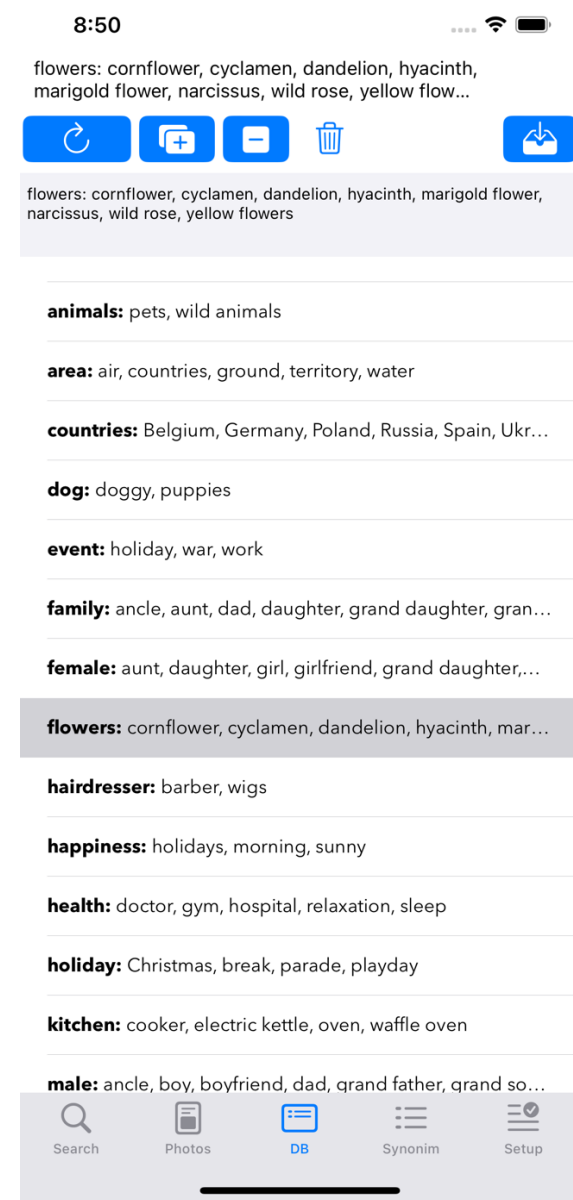 8:50
flowers: cornflower, cyclamen, dandelion, hyacinth,
marigold flower, narcissus, wild rose, yellow flow...
flowers: cornflower, cyclamen, dandelion, hyacinth, marigold flower,
narcissus, wild rose, yellow flowers
animals: pets, wild animals
area: air, countries, ground, territory, water
countries: Belgium, Germany, Poland, Russia, Spain, Ukr...
dog: doggy, puppies
event: holiday, war, work
family: ancle, aunt, dad, daughter, grand daughter, gran...
female: aunt, daughter, girl, girlfriend, grand daughter,...
flowers: cornflower, cyclamen, dandelion, hyacinth, mar...
hairdresser: barber, wigs
happiness: holidays, morning, sunny
health: doctor, gym, hospital, relaxation, sleep
holiday: Christmas, break, parade, playday
kitchen: cooker, electric kettle, oven, waffle oven
male: ancle, boy, boyfriend, dad, grand father, grand so...
Search Photos DB Synonim Setup